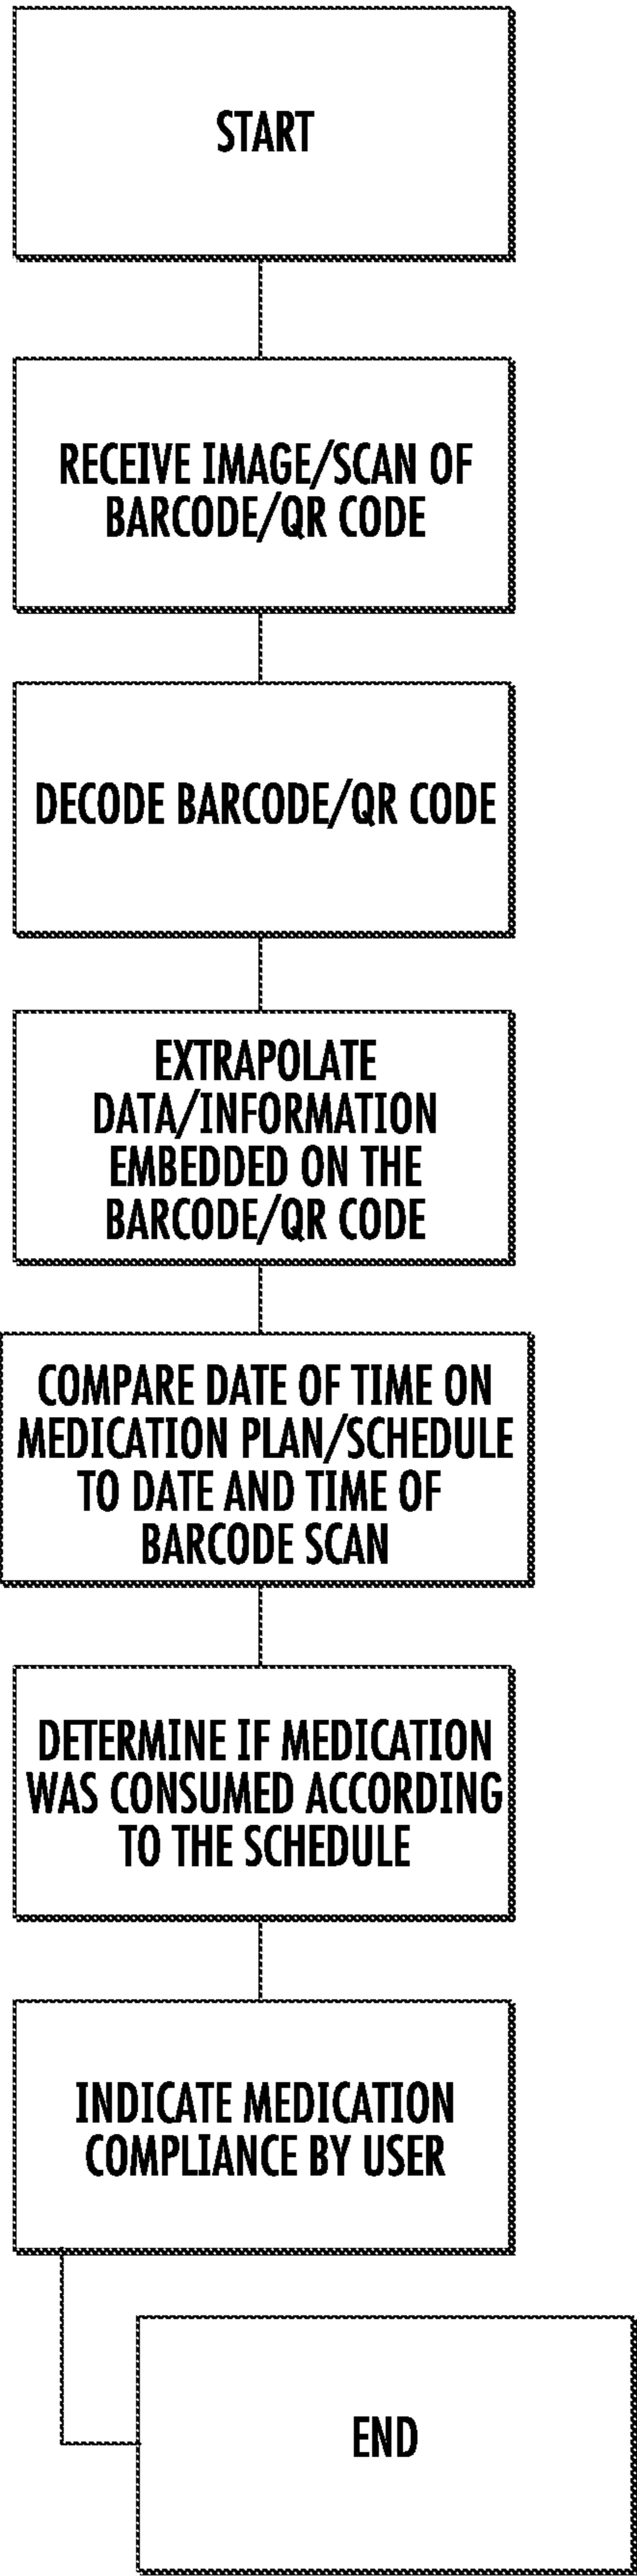 START
RECEIVE IMAGE/SCAN OF
BARCODE/QR CODE
DECODE BARCODE/QR CODE
EXTRAPOLATE
DATA/INFORMATION
EMBEDDED ON THE
BARCODE/QR CODE
COMPARE DATE OF TIME ON
MEDICATION PLAN/SCHEDULE
TO DATE AND TIME OF
BARCODE SCAN
DETERMINE IF MEDICATION
WAS CONSUMED ACCORDING
TO THE SCHEDULE
INDICATE MEDICATION
COMPLIANCE BY USER
END